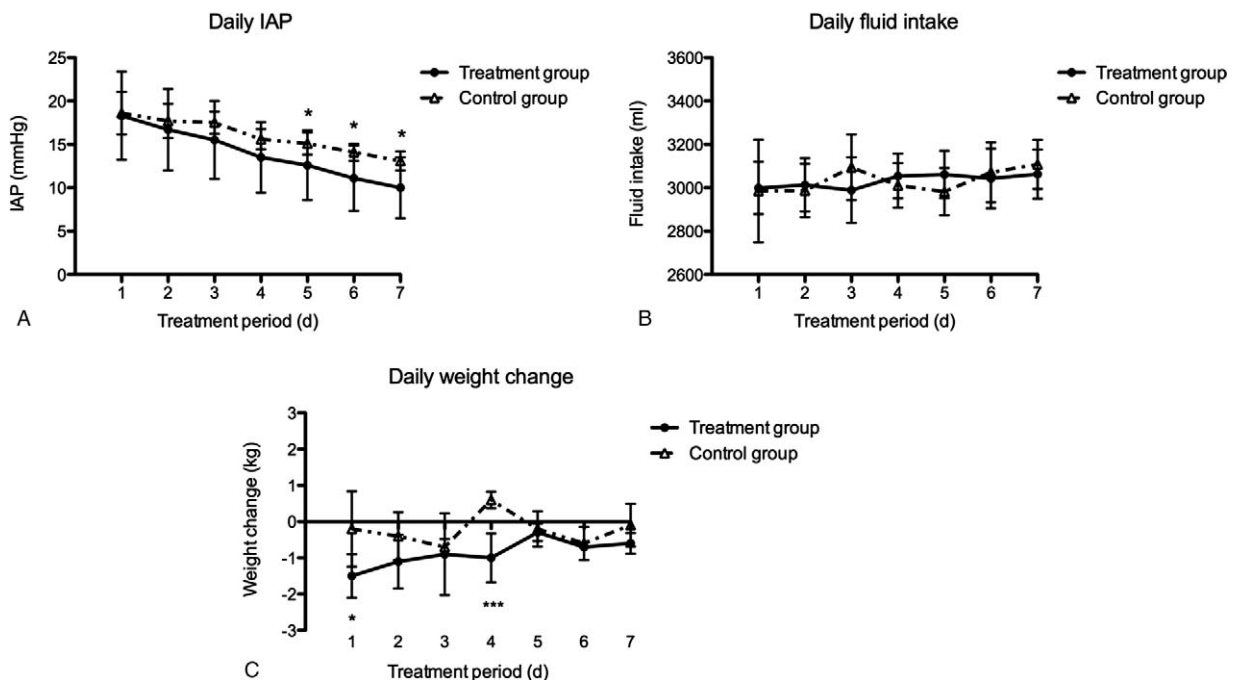 Daily IAP
25
20
15
10
5
0
IAP (mmHg)
* * *
1 2 3 4 5 6 7
Treatment period (d)
Treatment group
Control group
A
Daily fluid intake
3600
3400
3200
3000
2800
2600
Fluid intake (ml)
1 2 3 4 5 6 7
Treatment period (d)
Treatment group
Control group
B
Daily weight change
3
2
1
0
-1
-2
-3
Weight change (kg)
* ***
1 2 3 4 5 6 7
Treatment period (d)
Treatment group
Control group
C